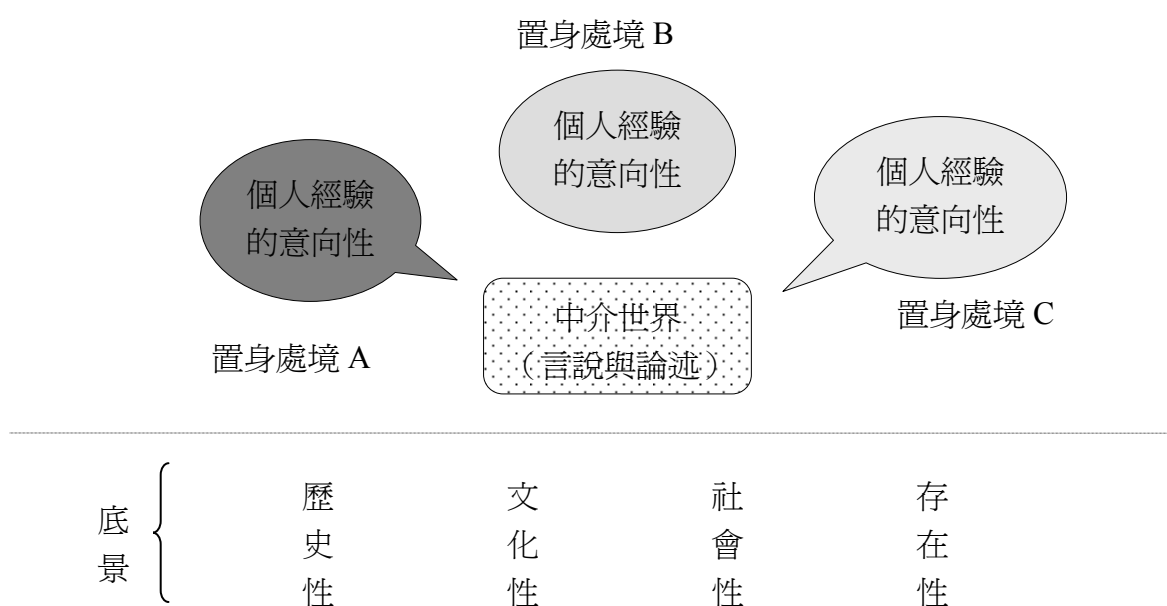 置身處境 B
個人經驗
的意向性
個人經驗
的意向性
個人經驗
的意向性
中介世界
（言說與論述）
置身處境 A
置身處境 C
底景
歷史性
文化性
社會性
存在性